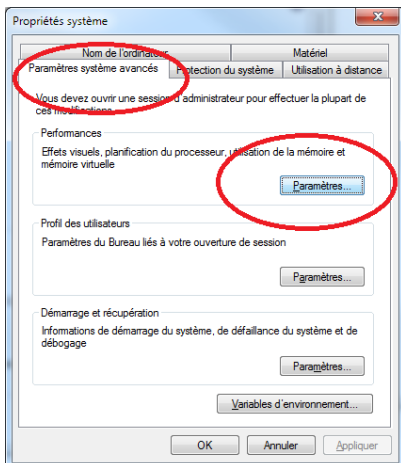 Propriétés système
Nom de l'ordinateur Matériel
Paramètres système avancés Protection du système Utilisation à distance
Vous devez ouvrir une session d'administrateur pour effectuer la plupart de
ces modifications.
Performances
Effets visuels, planification du processeur, utilisation de la mémoire et
mémoire virtuelle
Paramètres...
Profil des utilisateurs
Paramètres du Bureau liés à votre ouverture de session
Paramètres...
Démarrage et récupération
Informations de démarrage du système, de défaillance du système et de
débogage
Paramètres...
Variables d'environnement...
OK Annuler Appliquer